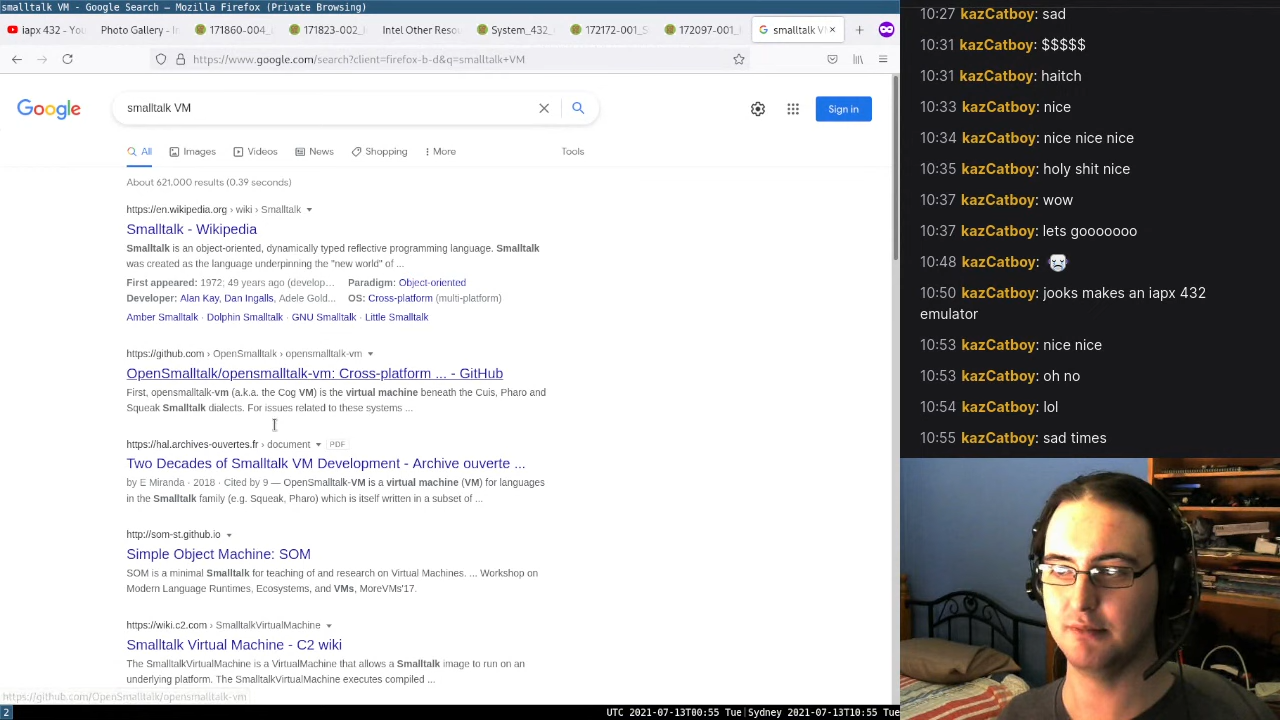 smalltalk VM - Google Search — Mozilla Firefox (Private Browsing)
iapx 432 - You
Photo Gallery - In
171860-004_
171823-002_
Intel Other Reso
System_432_
172172-001_S
172097-001_
smalltalk VM
https://www.google.com/search?client=firefox-b-d&q=smalltalk+VM
Google
smalltalk VM
Sign in
All Images Videos News Shopping More Tools
About 621,000 results (0.39 seconds)
https://en.wikipedia.org › wiki › Smalltalk
Smalltalk - Wikipedia
Smalltalk is an object-oriented, dynamically typed reflective programming language. Smalltalk
was created as the language underpinning the "new world" of ...
First appeared: 1972; 49 years ago (develop... Paradigm: Object-oriented
Developer: Alan Kay, Dan Ingalls, Adele Gold... OS: Cross-platform (multi-platform)
Amber Smalltalk · Dolphin Smalltalk · GNU Smalltalk · Little Smalltalk
https://github.com › OpenSmalltalk › opensmalltalk-vm
OpenSmalltalk/opensmalltalk-vm: Cross-platform ... - GitHub
First, opensmalltalk-vm (a.k.a. the Cog VM) is the virtual machine beneath the Cuis, Pharo and
Squeak Smalltalk dialects. For issues related to these systems ...
https://hal.archives-ouvertes.fr › document PDF
Two Decades of Smalltalk VM Development - Archive ouverte ...
by E Miranda · 2018 · Cited by 9 — OpenSmalltalk-VM is a virtual machine (VM) for languages
in the Smalltalk family (e.g. Squeak, Pharo) which is itself written in a subset of ...
http://som-st.github.io
Simple Object Machine: SOM
SOM is a minimal Smalltalk for teaching of and research on Virtual Machines. ... Workshop on
Modern Language Runtimes, Ecosystems, and VMs, MoreVMs'17.
https://wiki.c2.com › SmalltalkVirtualMachine
Smalltalk Virtual Machine - C2 wiki
The SmalltalkVirtualMachine is a VirtualMachine that allows a Smalltalk image to run on an
underlying platform. The SmalltalkVirtualMachine executes compiled ...
https://github.com/OpenSmalltalk/opensmalltalk-vm
2
UTC 2021-07-13T00:55 Tue|Sydney 2021-07-13T10:55 Tue
10:27 kazCatboy: sad
10:31 kazCatboy: $$$$$
10:31 kazCatboy: haitch
10:33 kazCatboy: nice
10:34 kazCatboy: nice nice nice
10:35 kazCatboy: holy shit nice
10:37 kazCatboy: wow
10:37 kazCatboy: lets gooooooo
10:48 kazCatboy:
10:50 kazCatboy: jooks makes an iapx 432
emulator
10:53 kazCatboy: nice nice
10:53 kazCatboy: oh no
10:54 kazCatboy: lol
10:55 kazCatboy: sad times